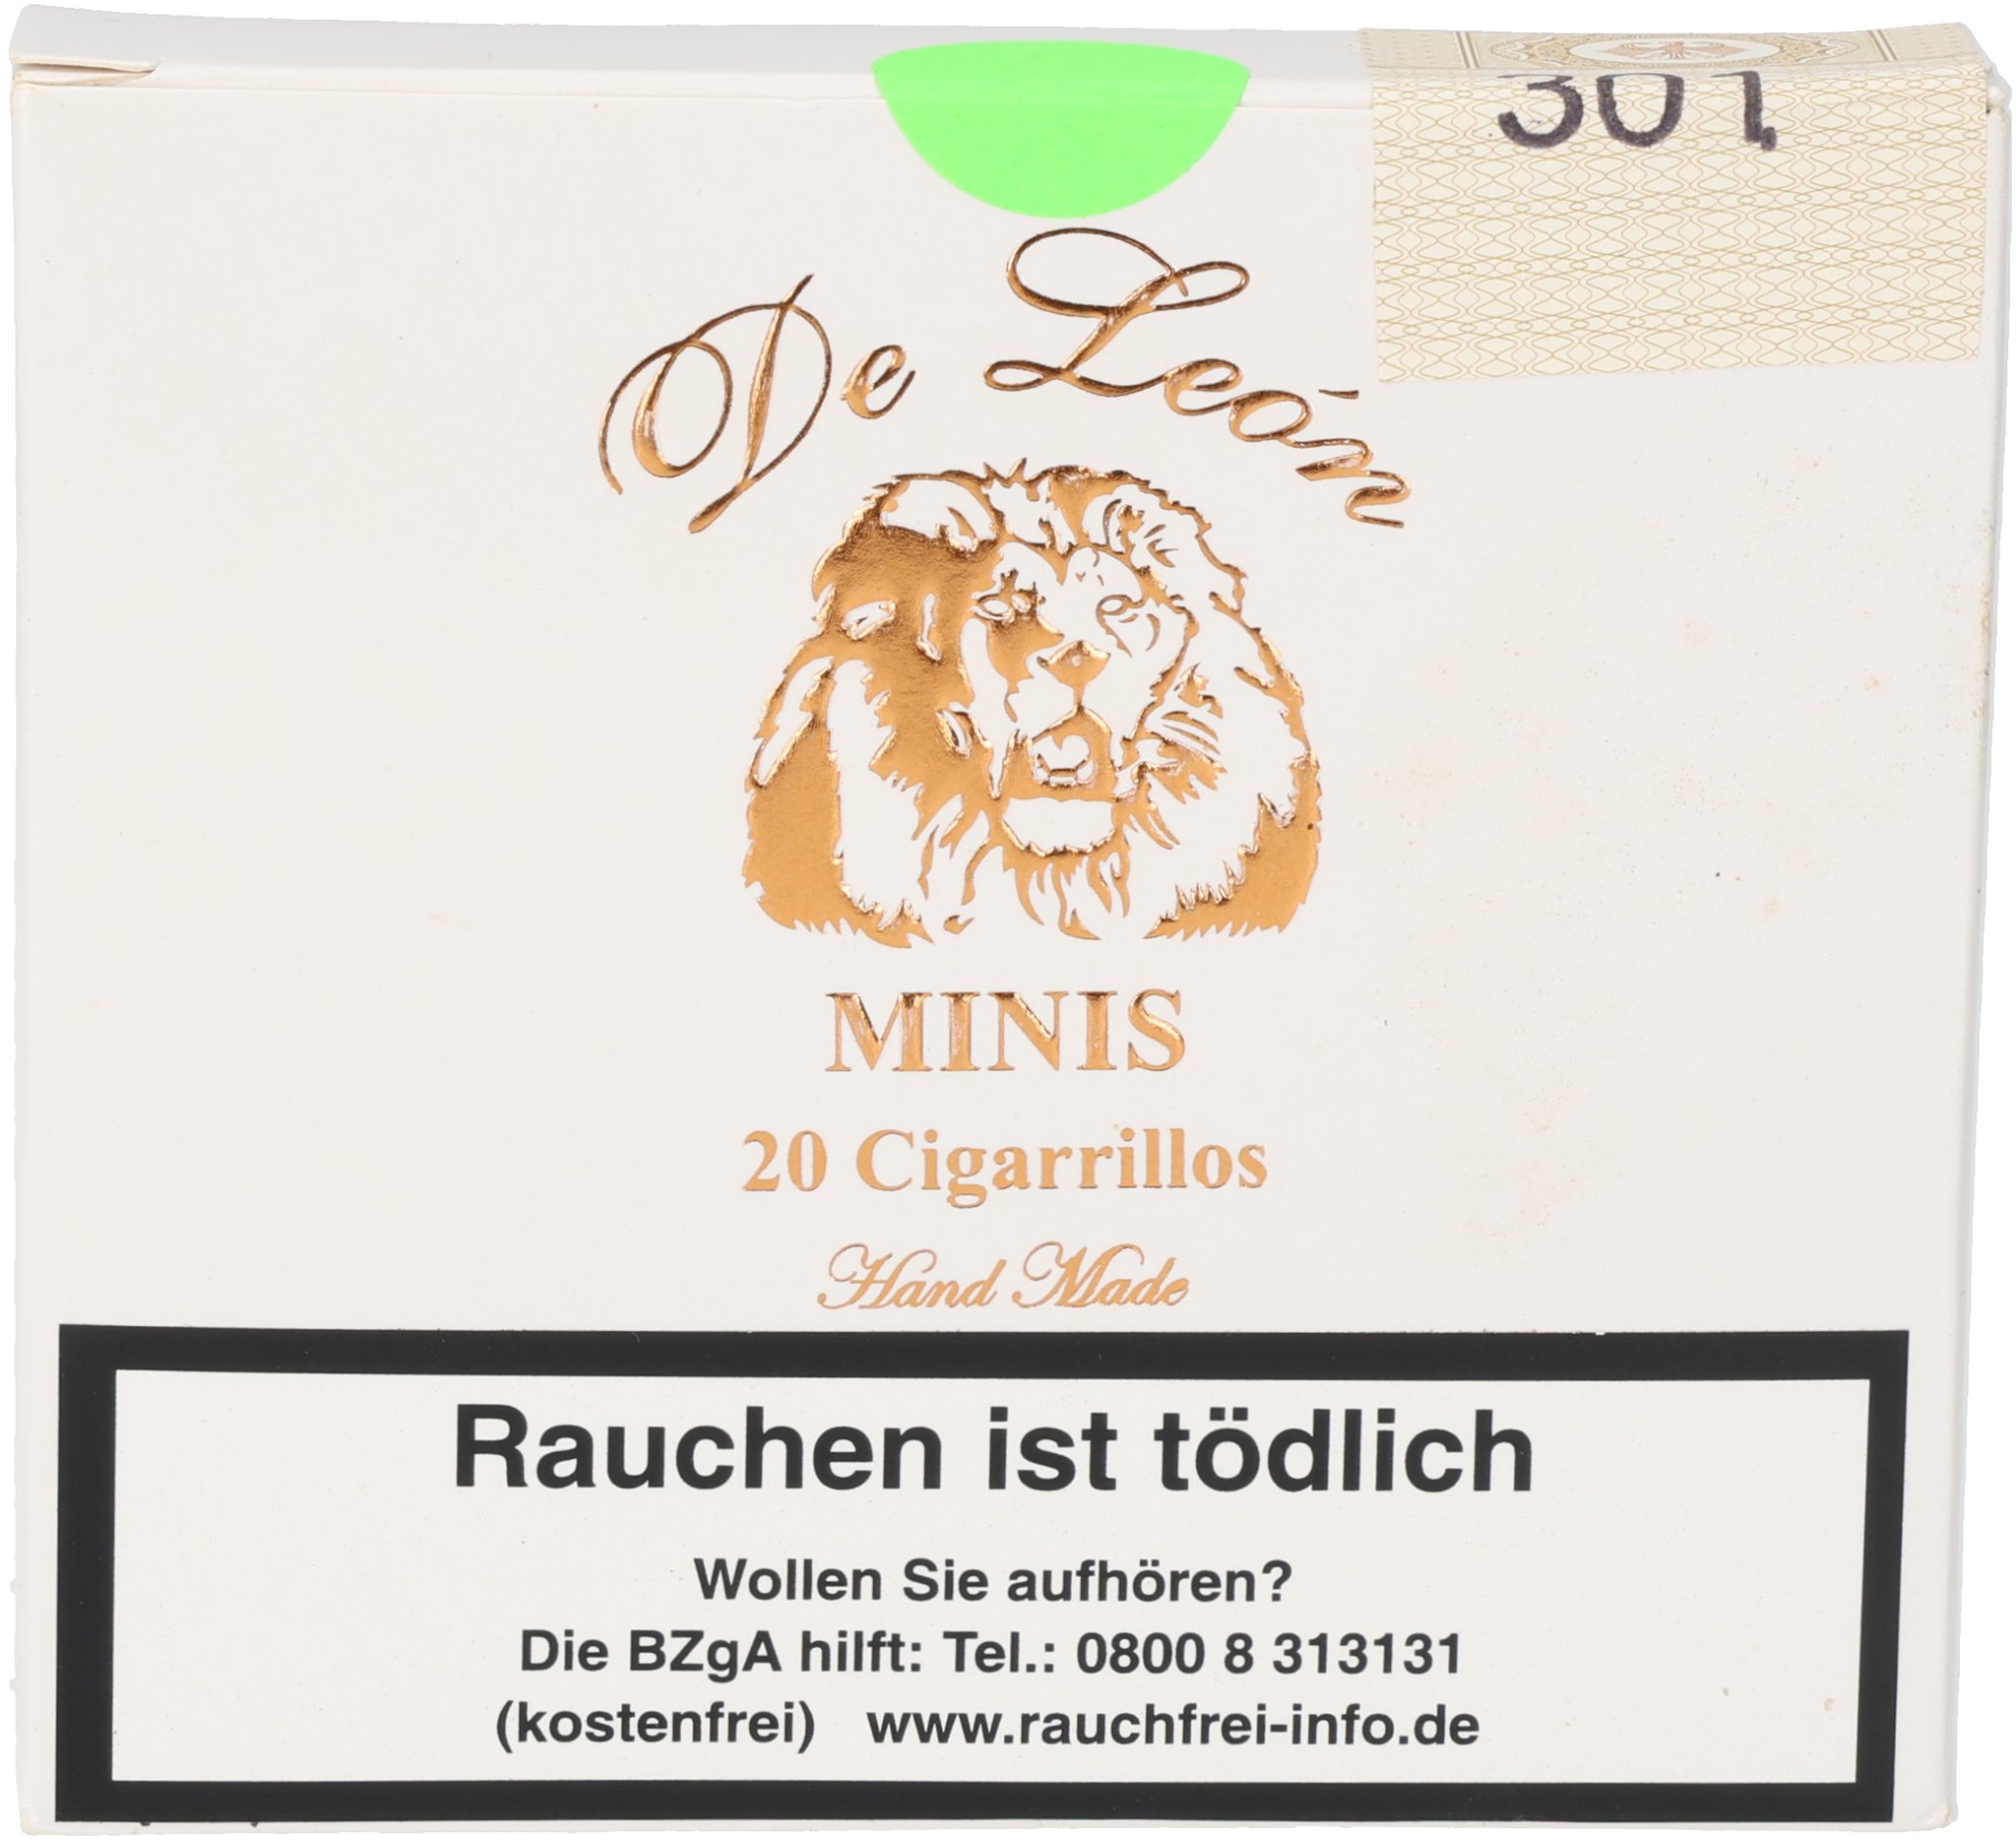 301
De León
MINIS
20 Cigarrillos
Hand Made
Rauchen ist tödlich
Wollen Sie aufhören?
Die BZgA hilft: Tel.: 0800 8 313131
(kostenfrei) www.rauchfrei-info.de